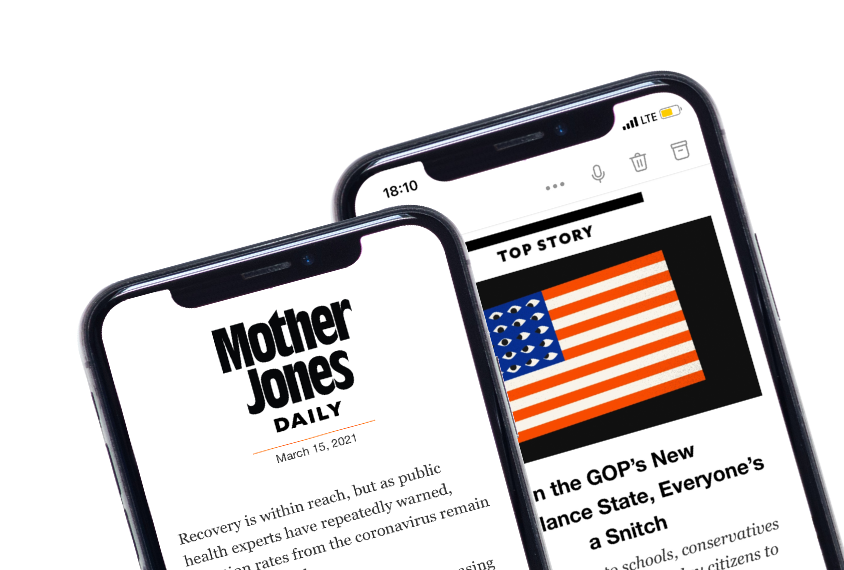 Mother
Jones
DAILY
March 15, 2021
Recovery is within reach, but as public
health experts have repeatedly warned,
rates from the coronavirus remain
18:10
LTE
TOP STORY
the GOP's New
State, Everyone's
a Snitch
schools, conservatives
citizens to